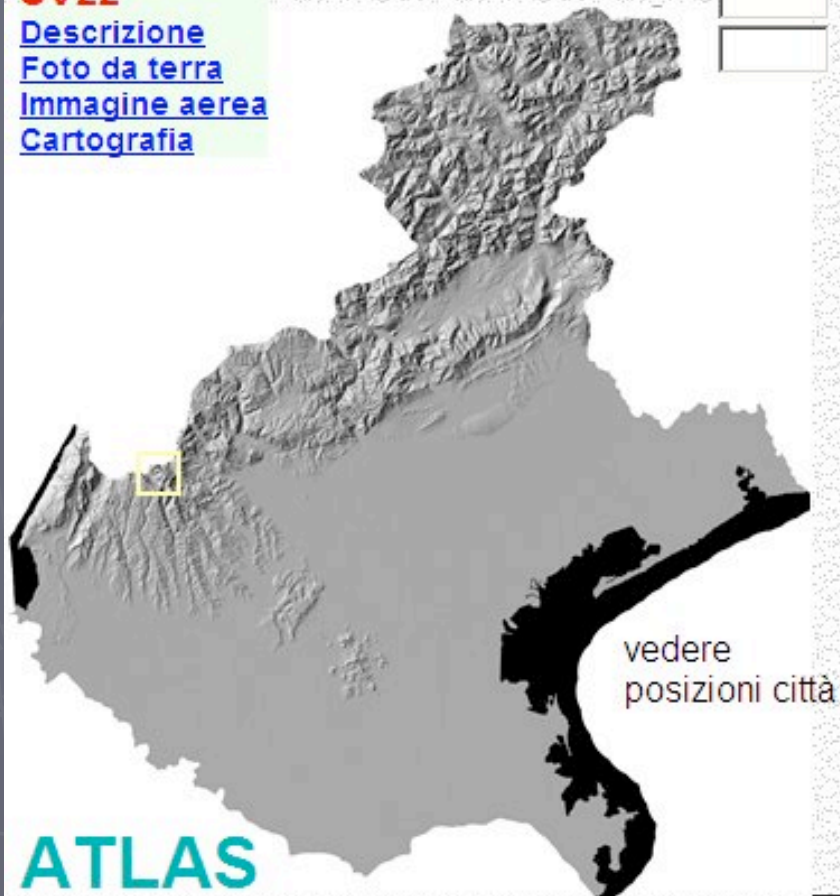 Descrizione
Foto da terra
Immagine aerea
Cartografia
vedere
posizioni città
ATLAS